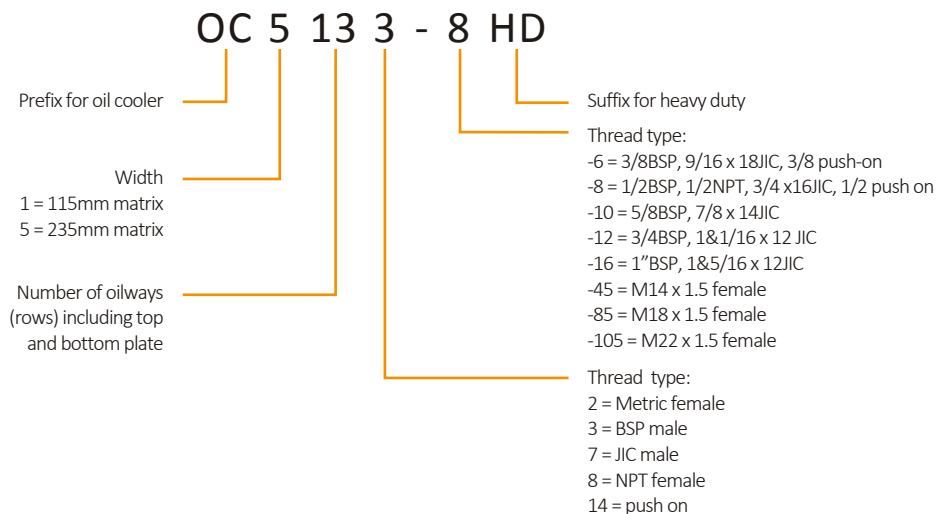 OC 5 13 3 - 8 HD
Prefix for oil cooler
Width
1 = 115mm matrix
5 = 235mm matrix
Number of oilways
(rows) including top
and bottom plate
Suffix for heavy duty
Thread type:
-6 = 3/8BSP, 9/16 x 18JIC, 3/8 push-on
-8 = 1/2BSP, 1/2NPT, 3/4 x16JIC, 1/2 push on
-10 = 5/8BSP, 7/8 x 14JIC
-12 = 3/4BSP, 1&1/16 x 12 JIC
-16 = 1”BSP, 1&5/16 x 12JIC
-45 = M14 x 1.5 female
-85 = M18 x 1.5 female
-105 = M22 x 1.5 female
Thread type:
2 = Metric female
3 = BSP male
7 = JIC male
8 = NPT female
14 = push on